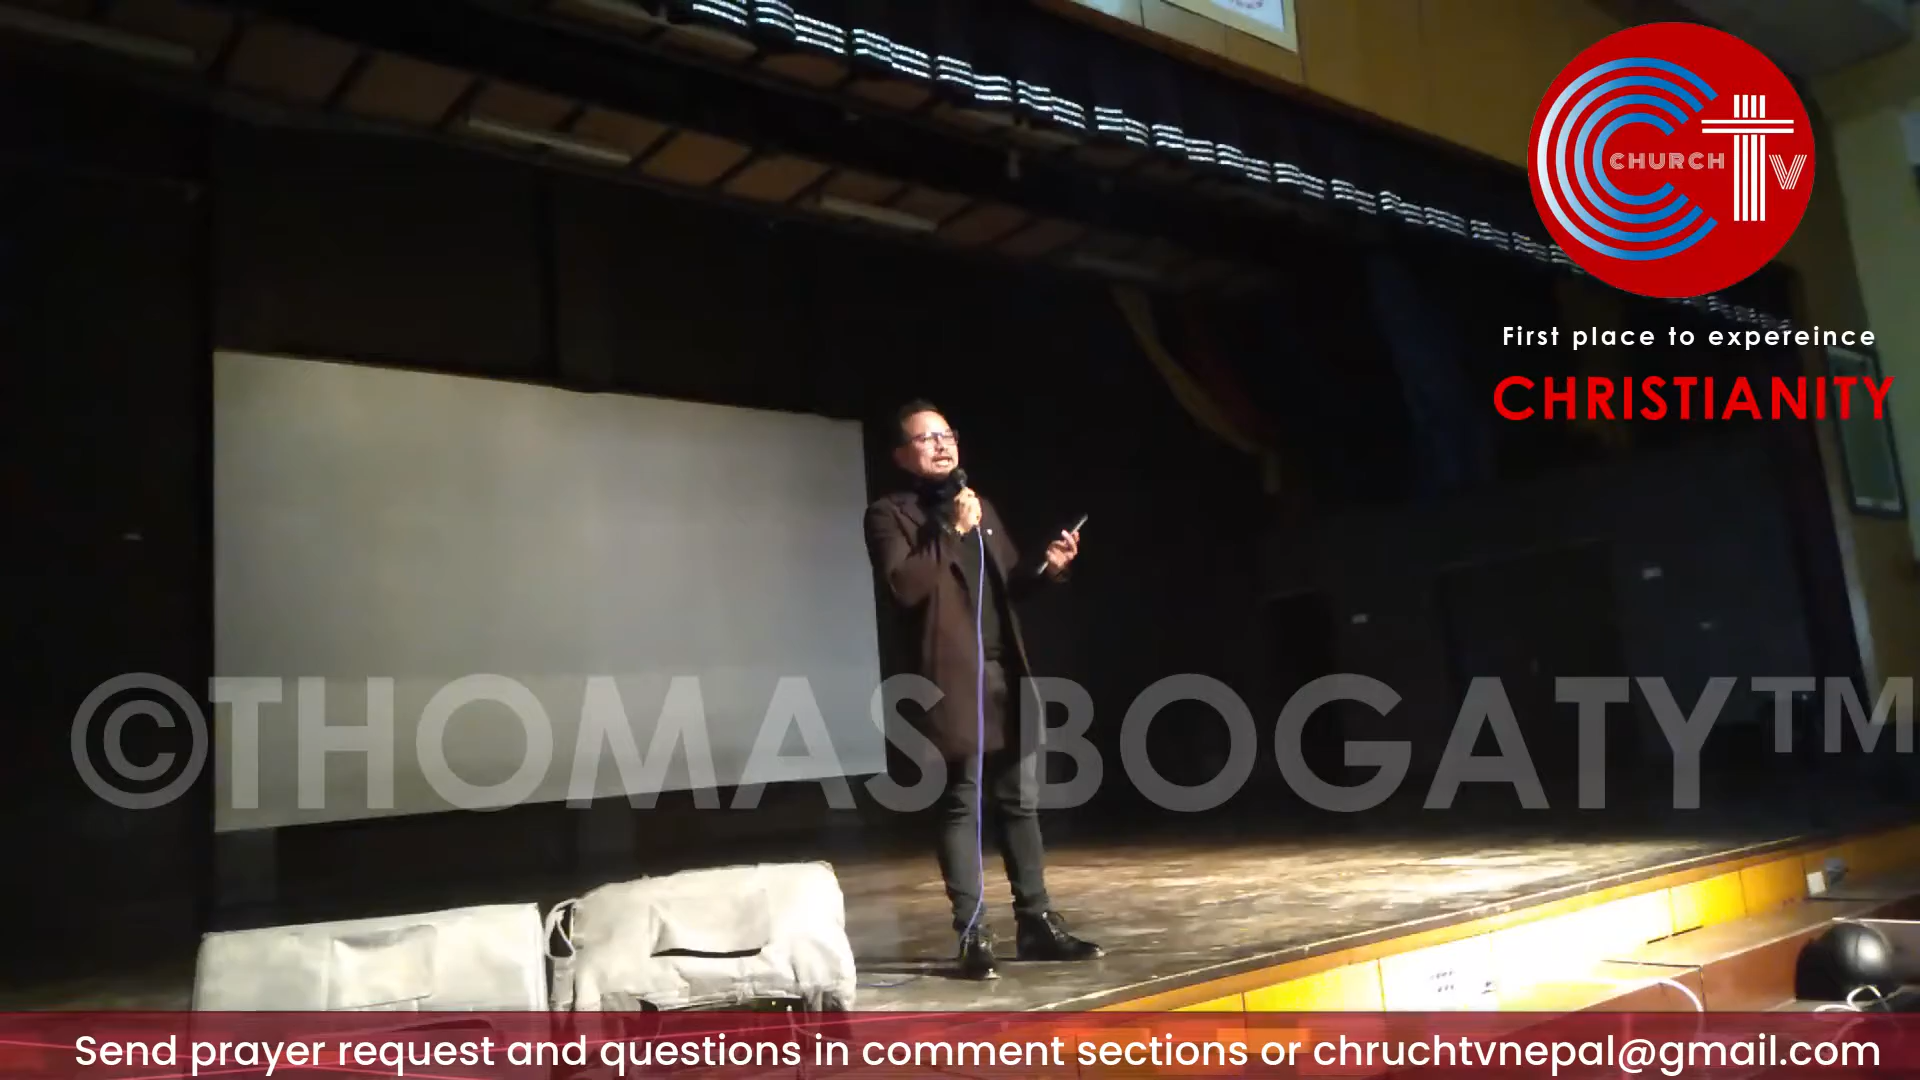 CHURCH TV
First place to expereince
CHRISTIANITY
©THOMAS BOGATY™
Send prayer request and questions in comment sections or chruchtvnepal@gmail.com